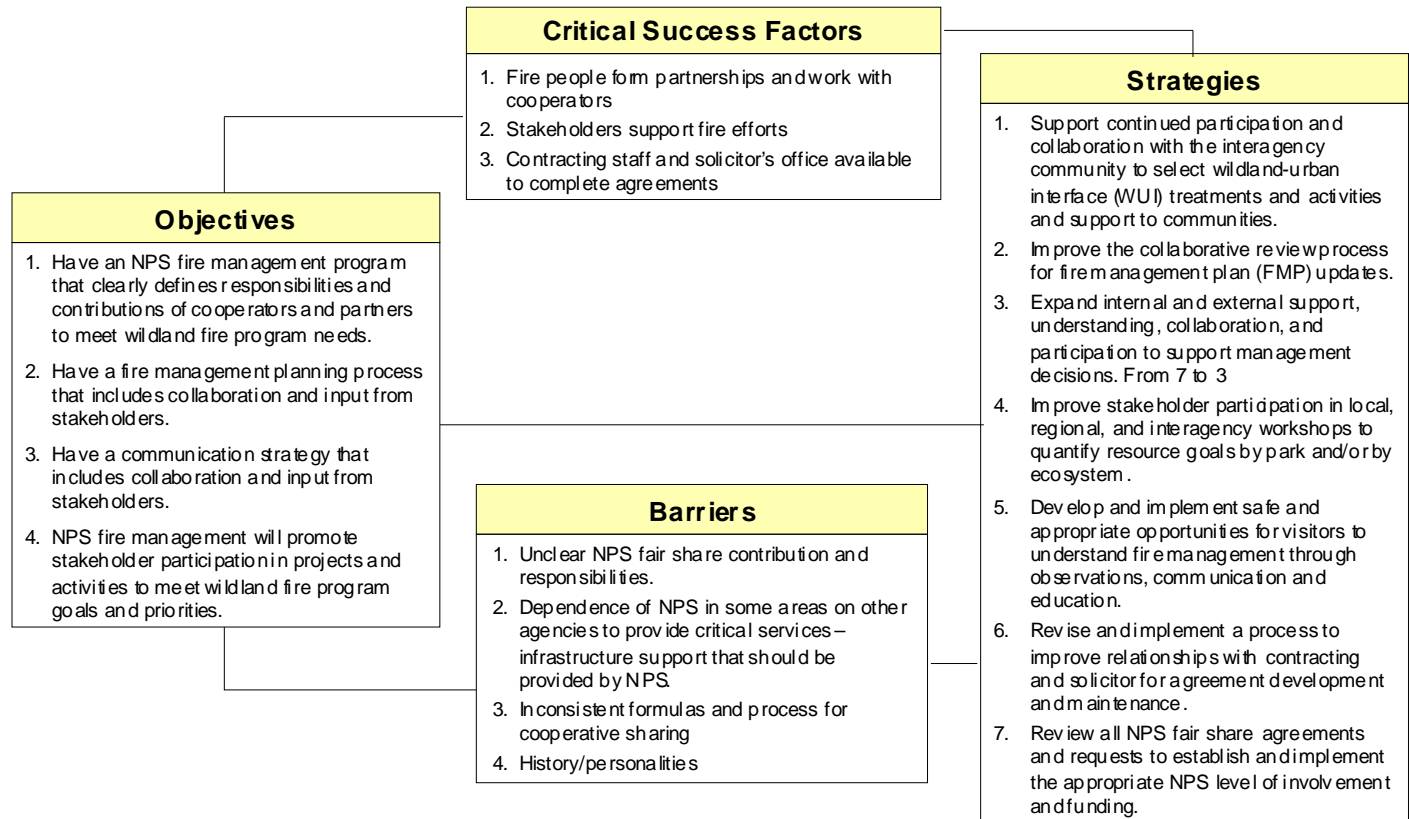 Critical Success Factors
1. Fire people form partnerships and work with
cooperators
2. Stakeholders support fire efforts
3. Contracting staff and solicitor's office available
to complete agreements
Objectives
1. Have an NPS fire management program
that clearly defines responsibilities and
contributions of cooperators and partners
to meet wildland fire program needs.
2. Have a fire management planning process
that includes collaboration and input from
stakeholders.
3. Have a communication strategy that
includes collaboration and input from
stakeholders.
4. NPS fire management will promote
stakeholder participation in projects and
activities to meet wildland fire program
goals and priorities.
Barriers
1. Unclear NPS fair share contribution and
responsibilities.
2. Dependence of NPS in some areas on other
agencies to provide critical services –
infrastructure support that should be
provided by NPS.
3. Inconsistent formulas and process for
cooperative sharing
4. History/personalities
Strategies
1. Support continued participation and
collaboration with the interagency
community to select wildland-urban
interface (WUI) treatments and activities
and support to communities.
2. Improve the collaborative review process
for fire management plan (FMP) updates.
3. Expand internal and external support,
understanding, collaboration, and
participation to support management
decisions. From 7 to 3
4. Improve stakeholder participation in local,
regional, and interagency workshops to
quantify resource goals by park and/or by
ecosystem.
5. Develop and implement safe and
appropriate opportunities for visitors to
understand fire management through
observations, communication and
education.
6. Revise and implement a process to
improve relationships with contracting
and solicitor for agreement development
and maintenance.
7. Review all NPS fair share agreements
and requests to establish and implement
the appropriate NPS level of involvement
and funding.